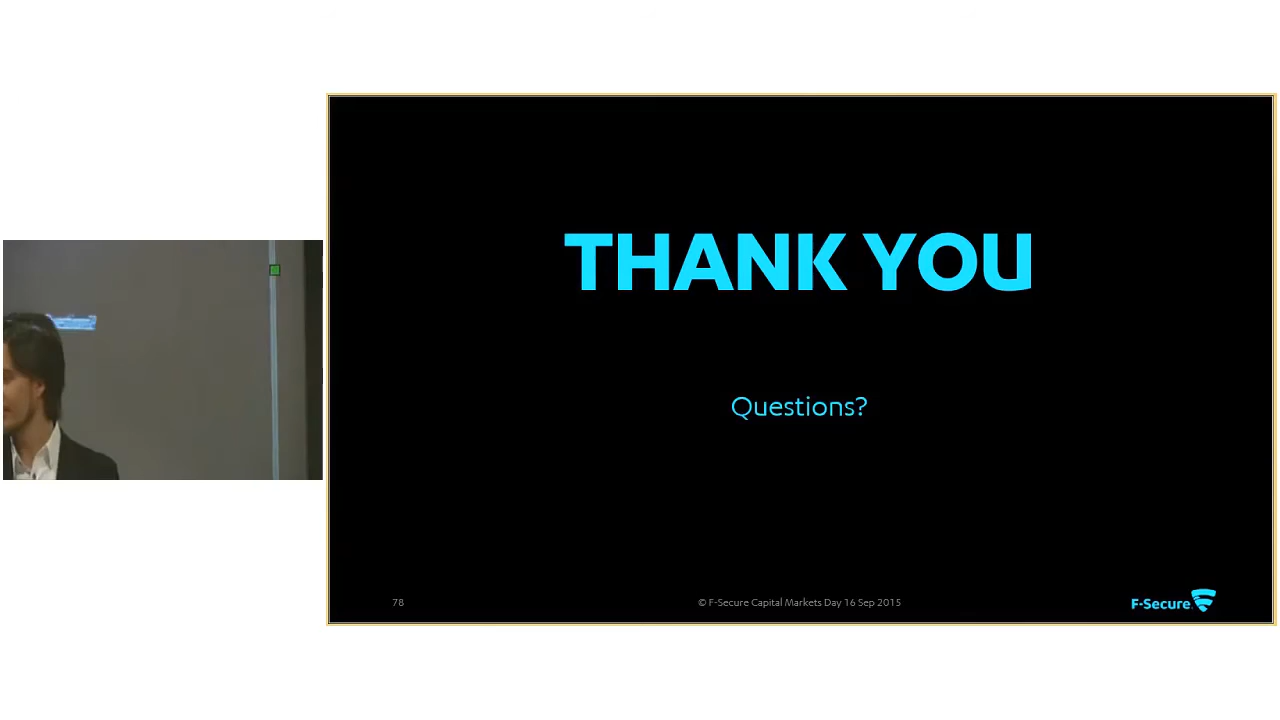 THANK YOU
Questions?
78
© F-Secure Capital Markets Day 16 Sep 2015
F-Secure